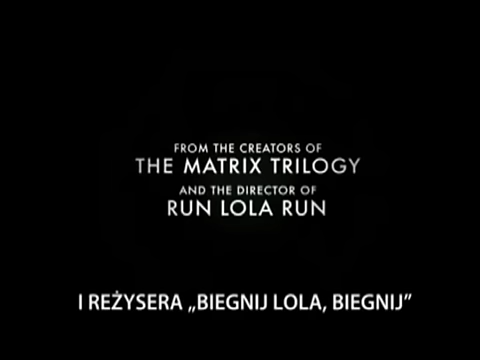 FROM THE CREATORS OF
THE MATRIX TRILOGY
AND THE DIRECTOR OF
RUN LOLA RUN
I REŻYSERA „BIEGNIJ LOLA, BIEGNIJ”